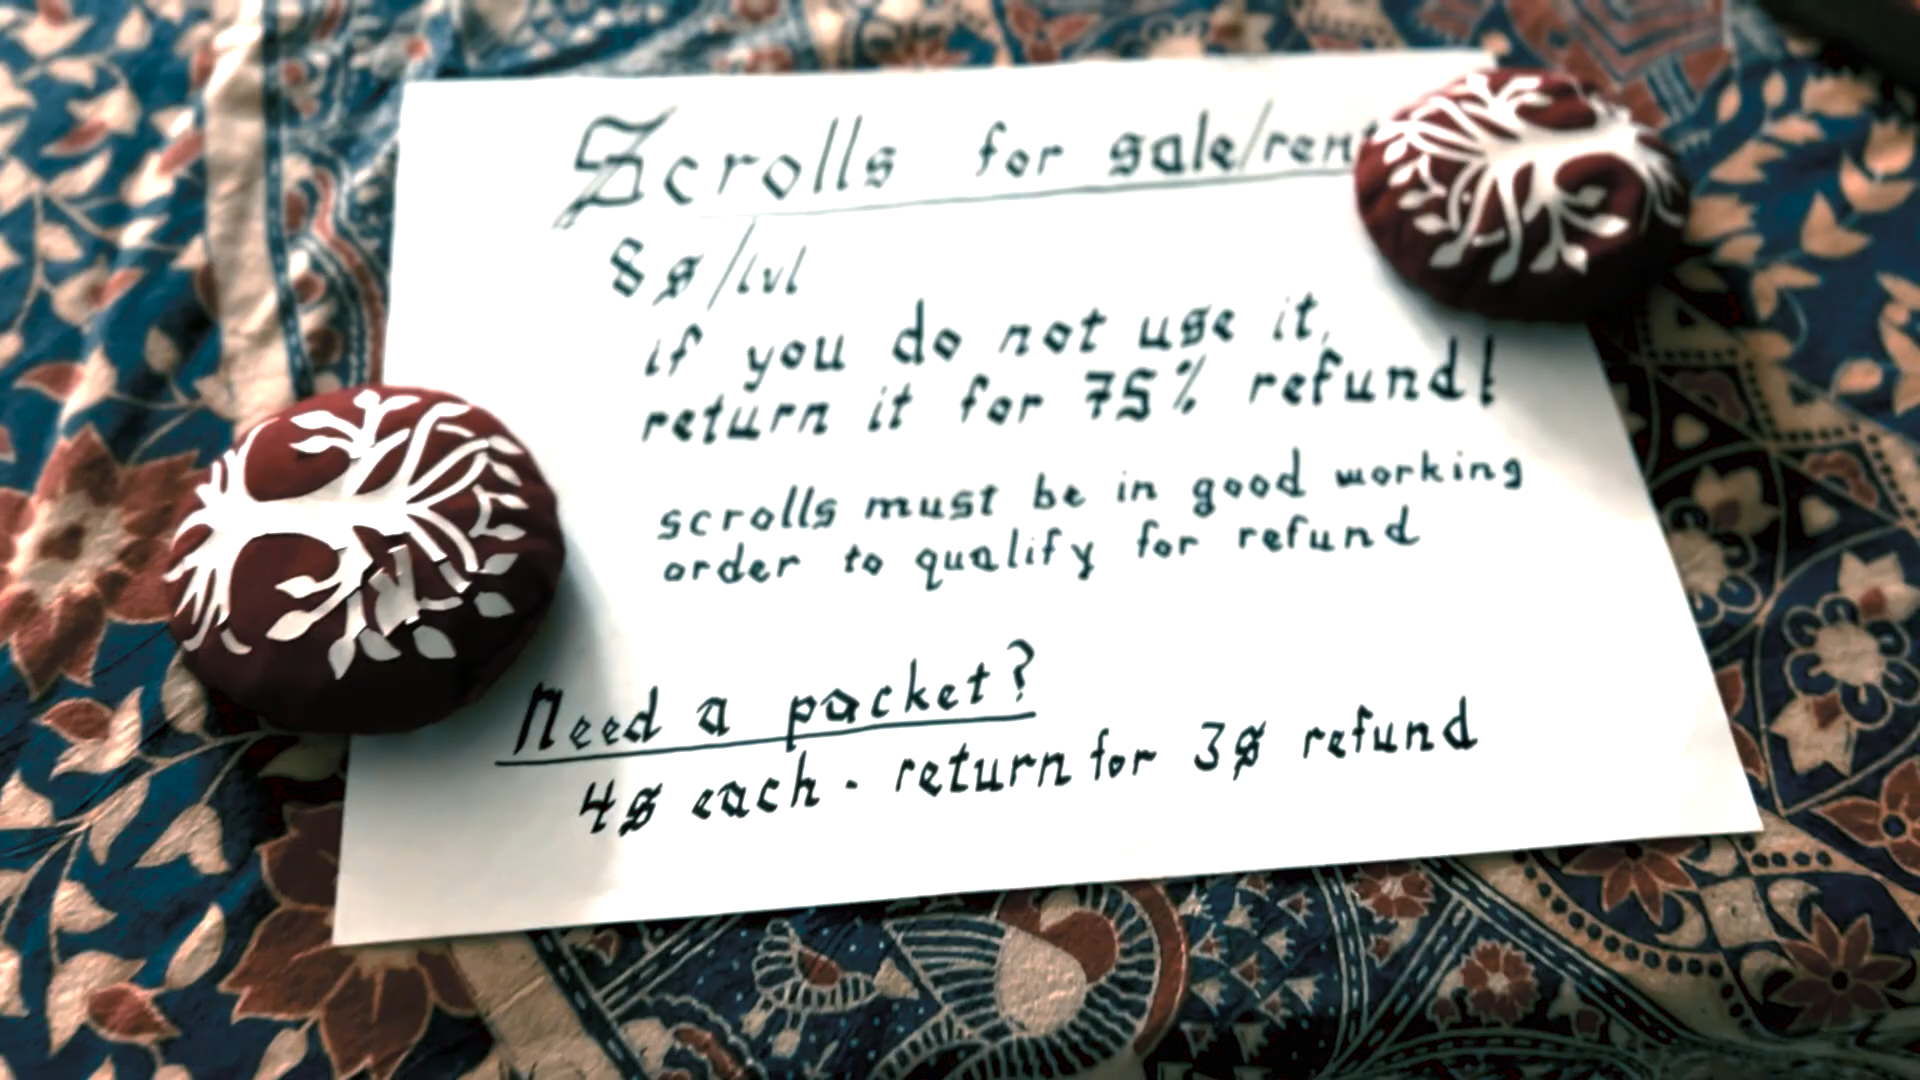 Scrolls for sale/rent
8$/lvl
if you do not use it,
return it for 75% refund!
scrolls must be in good working
order to qualify for refund
Need a packet?
4$ each - return for 3$ refund